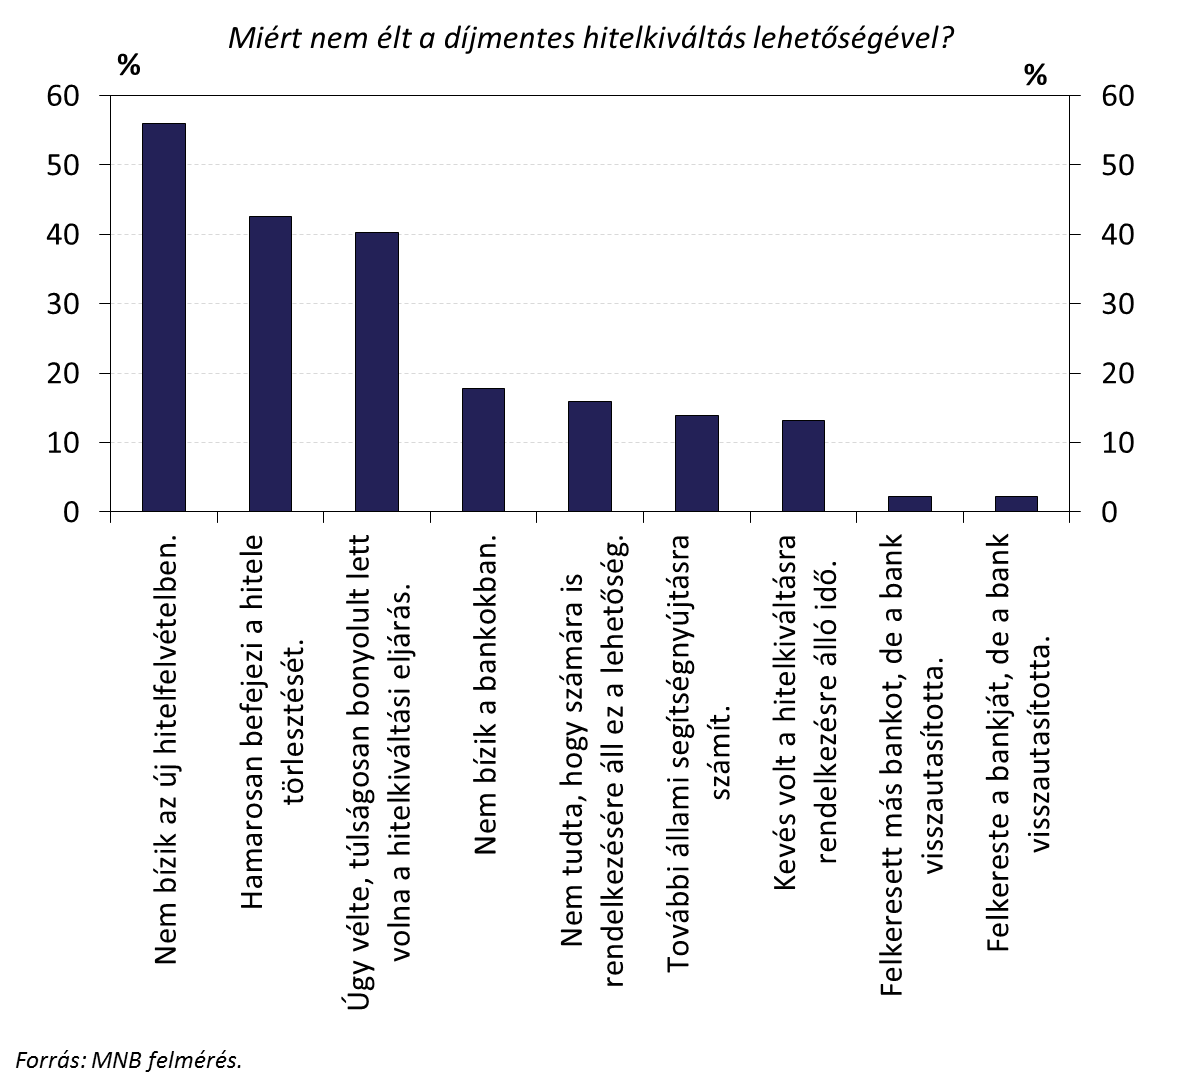 Miért nem élt a díjmentes hitelkiváltás lehetőségével?
%
%
60
60
50
50
40
40
30
30
20
20
10
10
0
0
Nem bízik az új hitelfelvételben.
Hamarosan befejezi a hitele
törlesztését.
Úgy vélte, túlságosan bonyolult lett
volna a hitelkiváltási eljárás.
Nem bízik a bankokban.
Nem tudta, hogy számára is
rendelkezésére áll ez a lehetőség.
További állami segítségnyújtásra
számít.
Kevés volt a hitelkiváltásra
rendelkezésre álló idő.
Felkeresett más bankot, de a bank
visszautasította.
Felkereste a bankját, de a bank
visszautasította.
Forrás: MNB felmérés.